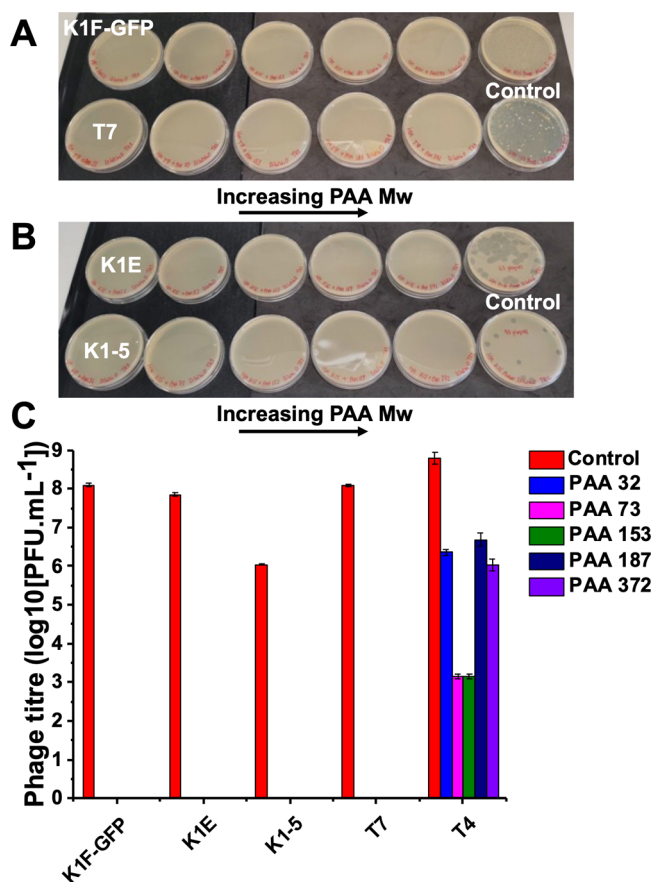 A
K1F-GFP
T7
Control
Increasing PAA Mw
B
K1E
K1-5
Control
Increasing PAA Mw
C
Phage titre (log10[PFU.mL-1])
9
8
7
6
5
4
3
2
1
0
K1F-GFP
K1E
K1-5
T7
T4
Control
PAA 32
PAA 73
PAA 153
PAA 187
PAA 372